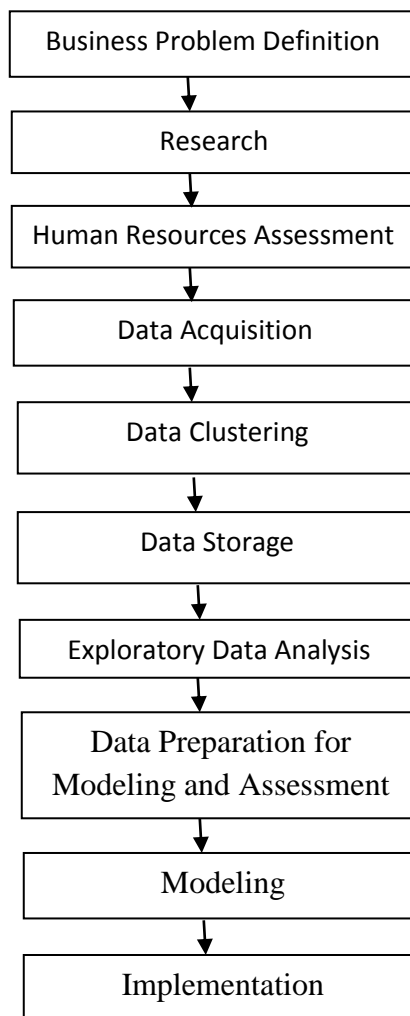 Business Problem Definition
Research
Human Resources Assessment
Data Acquisition
Data Clustering
Data Storage
Exploratory Data Analysis
Data Preparation for
Modeling and Assessment
Modeling
Implementation